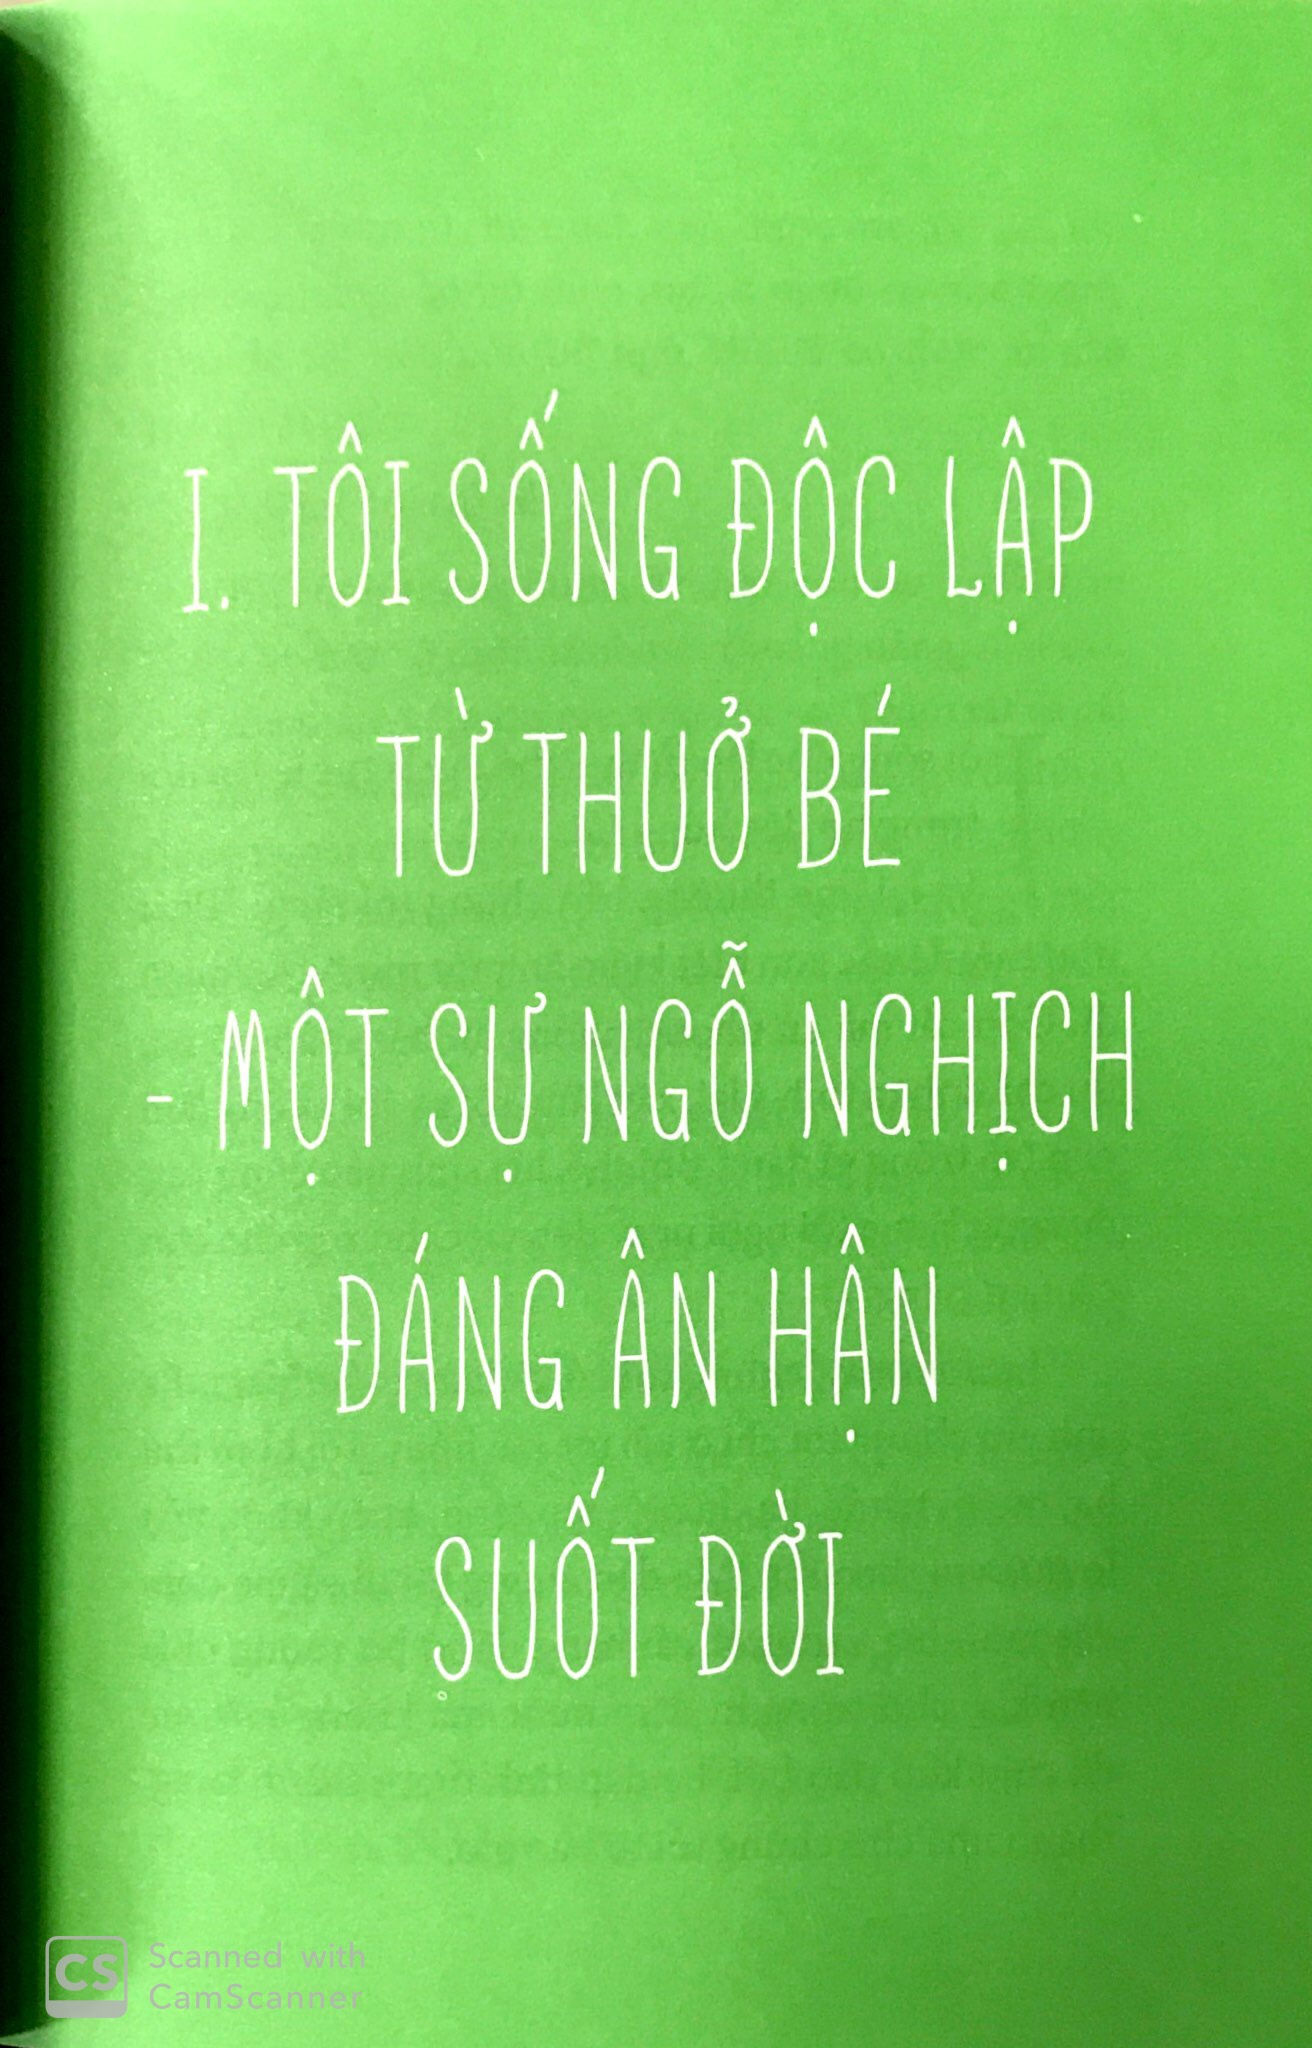 I. TÔI SỐNG ĐỘC LẬP
TỪ THUỞ BÉ
- MỘT SỰ NGỖ NGHỊCH
ĐÁNG ÂN HẬN
SUỐT ĐỜI
CS Scanned with
CamScanner